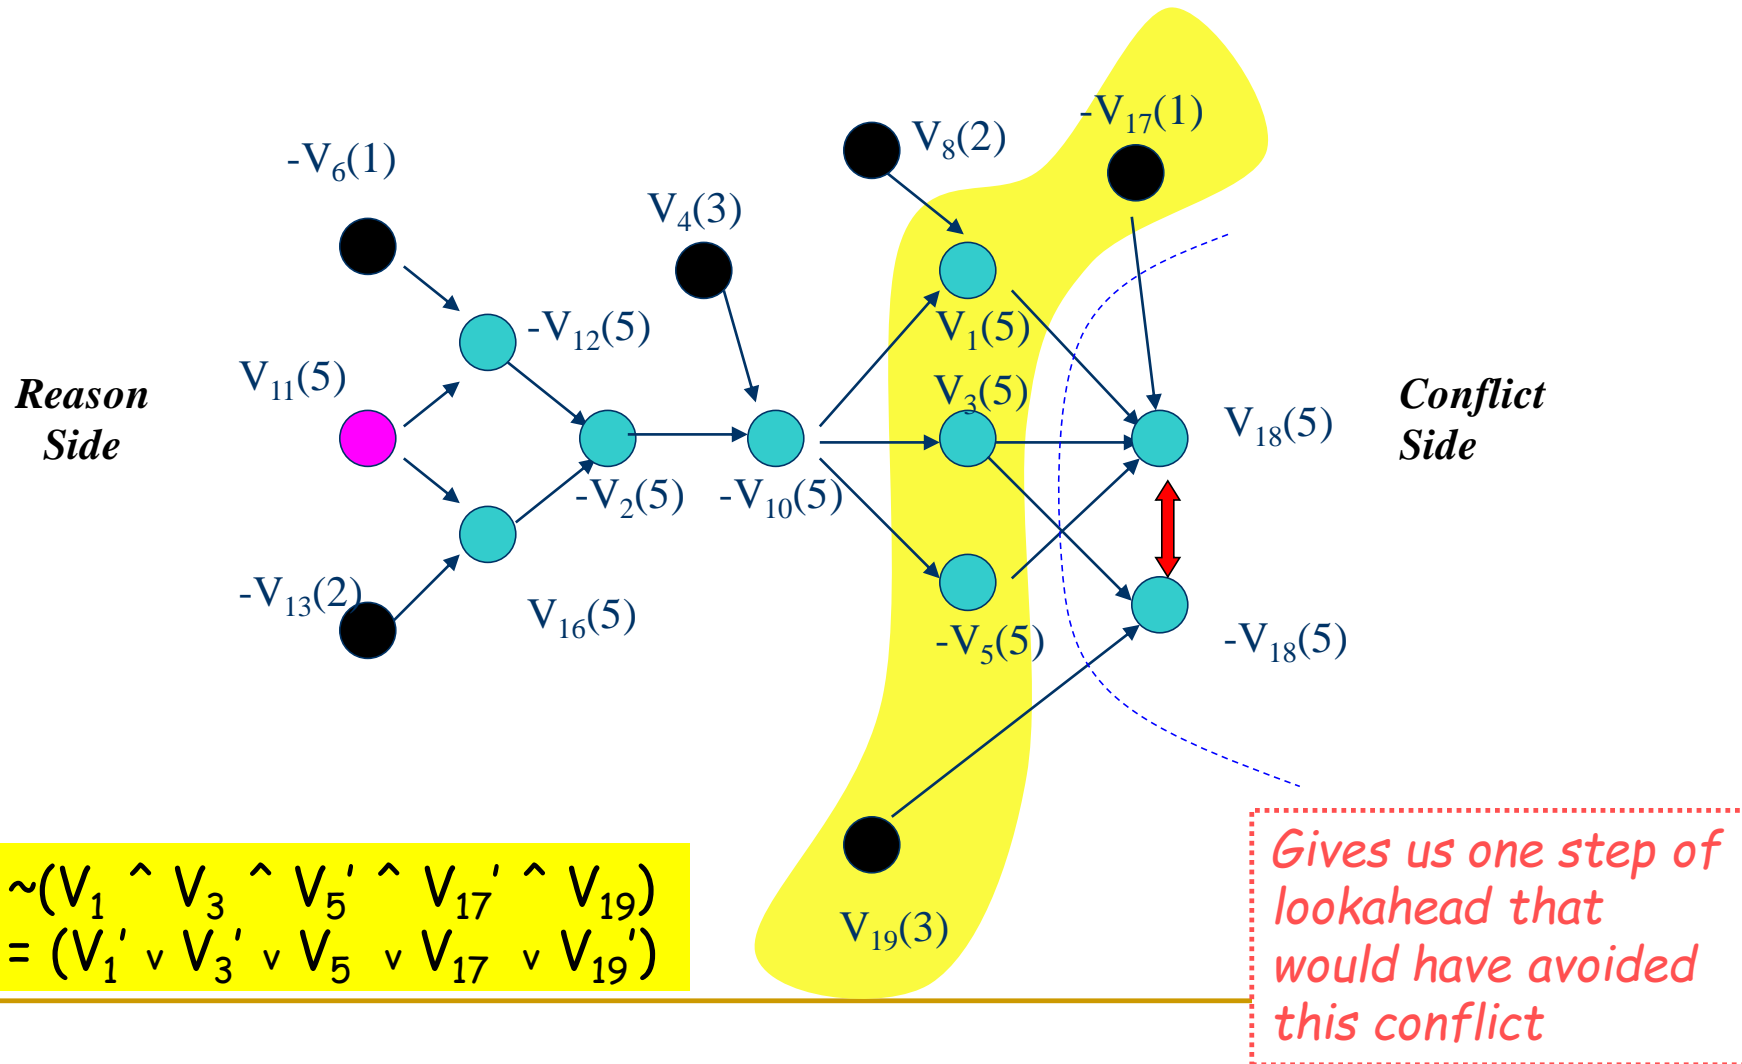 -V₁₇(1)
V₈(2)
-V₆(1)
V₄(3)
-V₁₂(5)
V₁(5)
V₁₁(5)
V₃(5)
Reason
Side
Conflict
Side
V₁₈(5)
-V₂(5)
-V₁₀(5)
-V₁₃(2)
V₁₆(5)
-V₅(5)
-V₁₈(5)
V₁₉(3)
~(V₁ ^ V₃ ^ V₅' ^ V₁₇' ^ V₁₉)
= (V₁' v V₃' v V₅ v V₁₇ v V₁₉')
Gives us one step of
lookahead that
would have avoided
this conflict